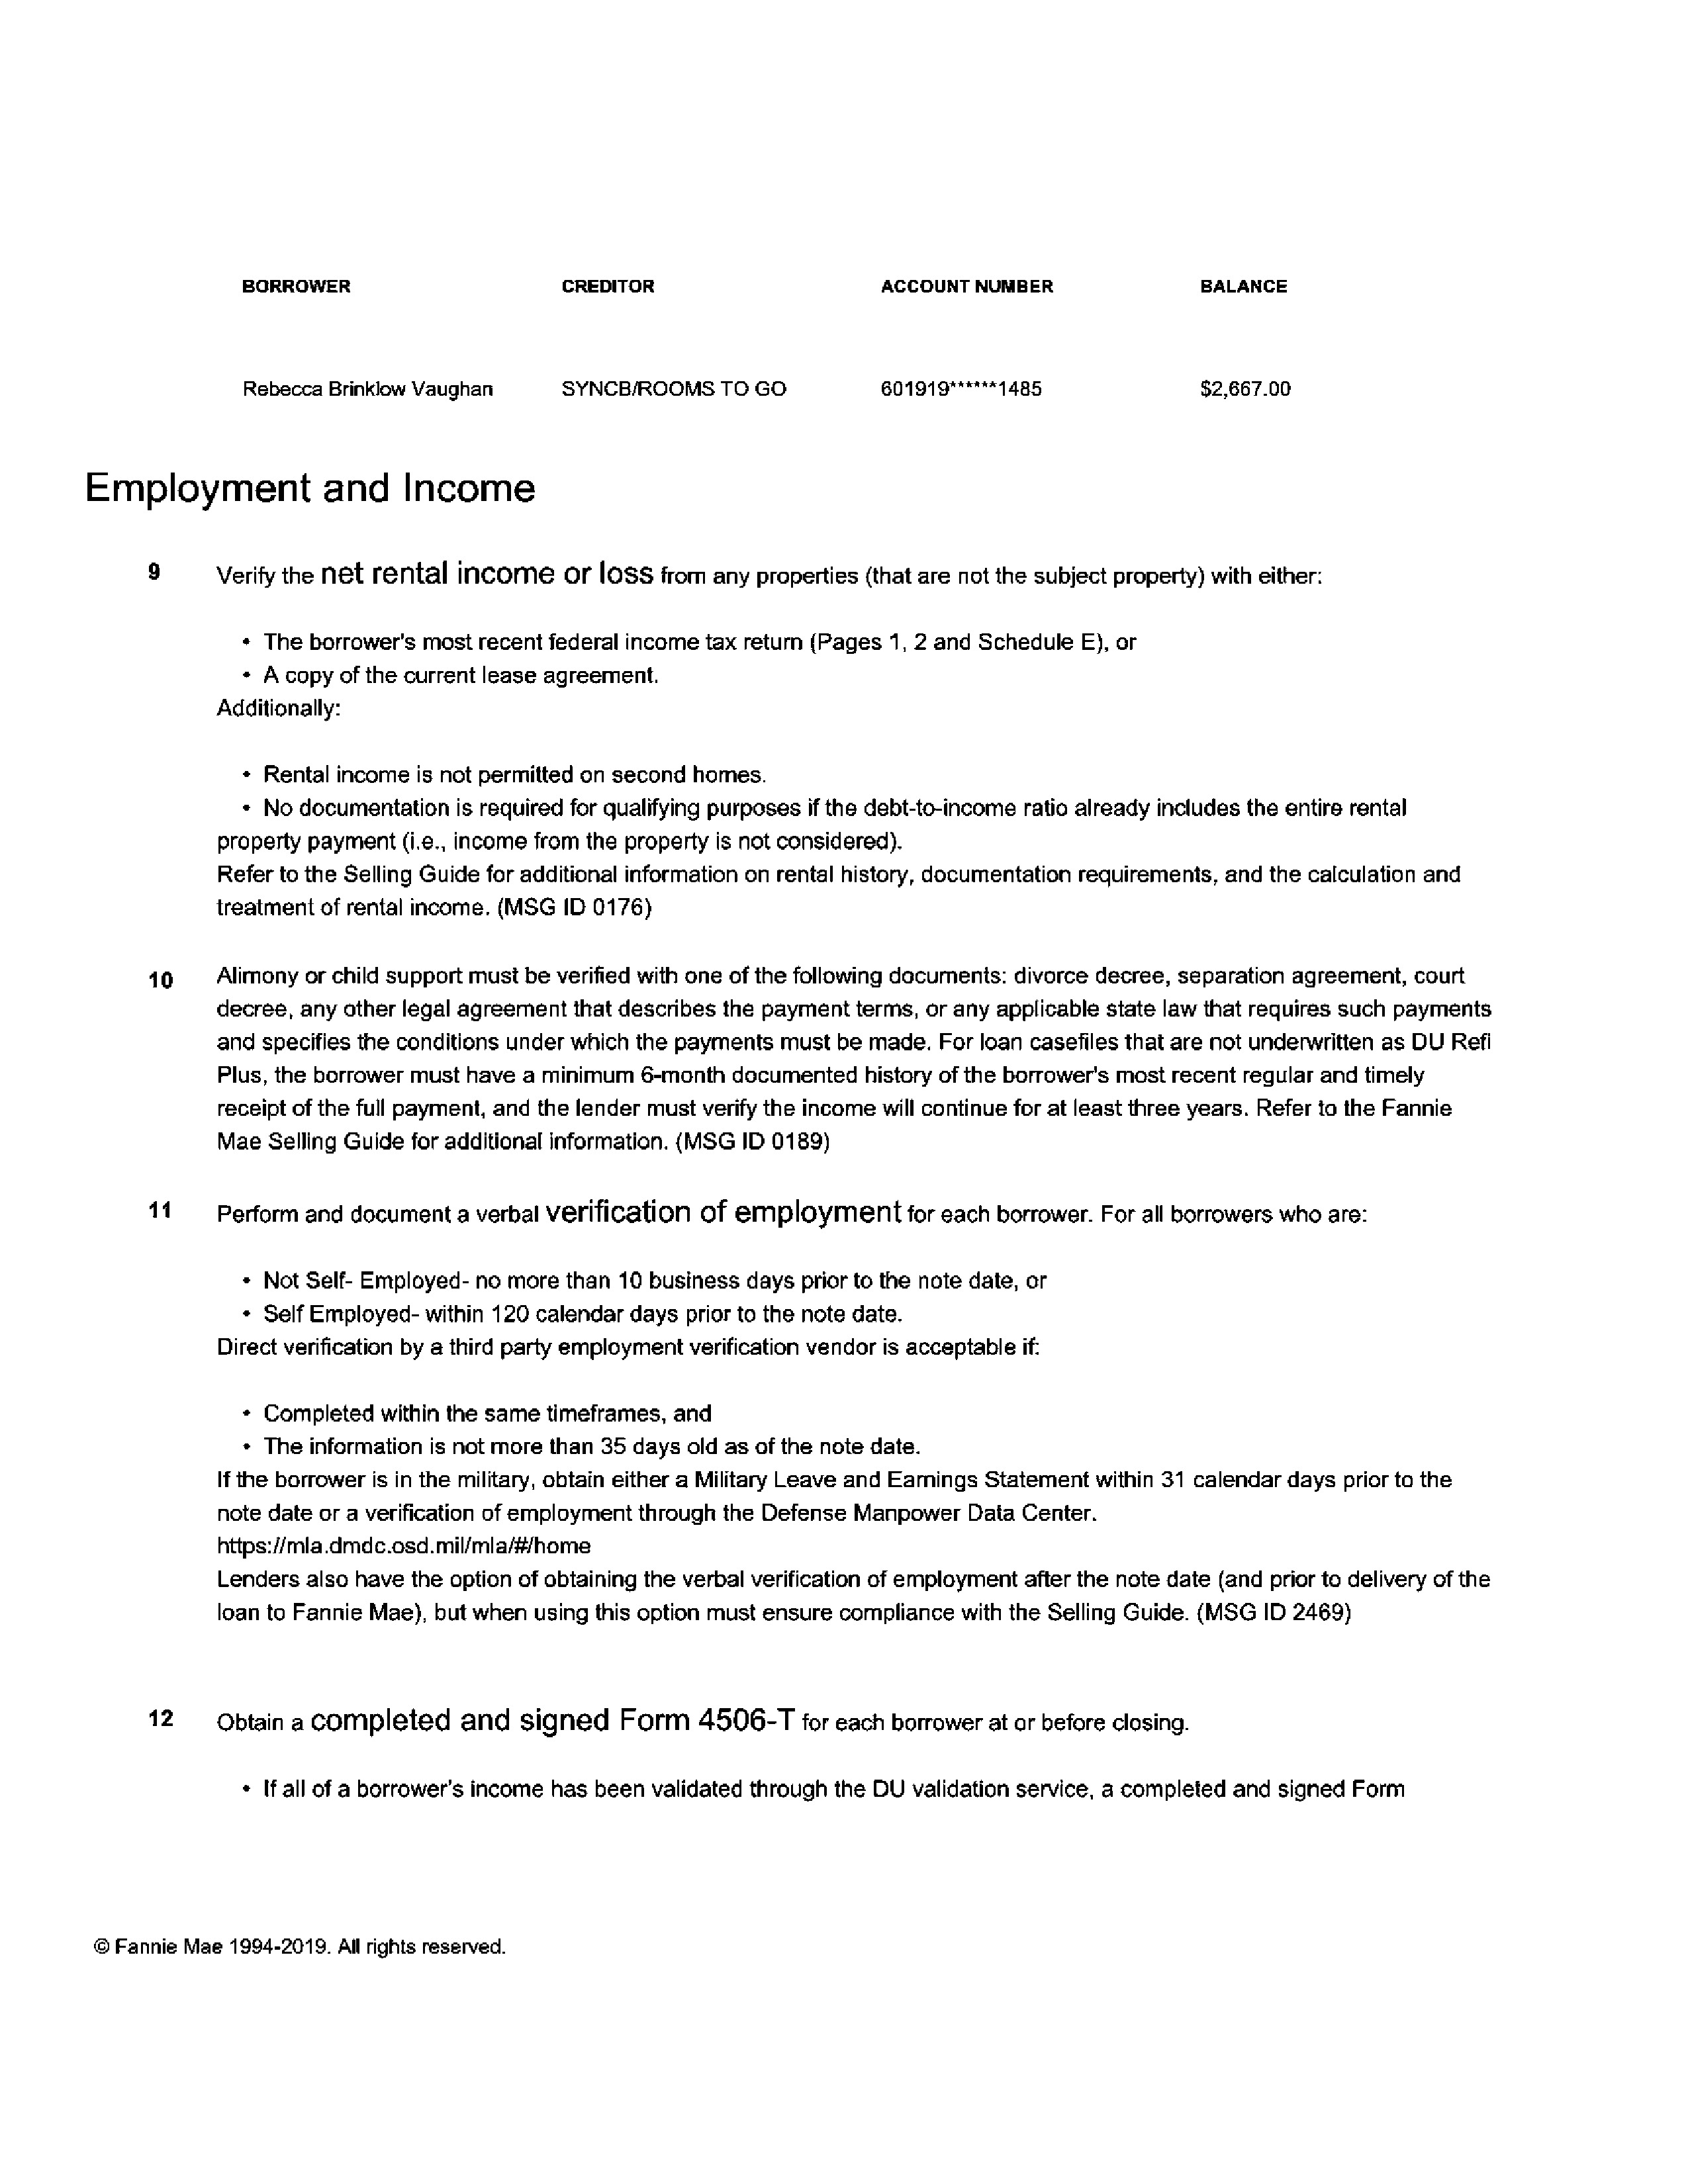 BORROWER CREDITOR ACCOUNT NUMBER BALANCE
Rebecca Brinklow Vaughan SYNCB/ROOMS TO GO 601919******1485 $2,667.00
Employment and Income
9 Verify the net rental income or loss from any properties (that are not the subject property) with either:
• The borrower's most recent federal income tax return (Pages 1, 2 and Schedule E), or
• A copy of the current lease agreement.
Additionally:
• Rental income is not permitted on second homes.
• No documentation is required for qualifying purposes if the debt-to-income ratio already includes the entire rental
property payment (i.e., income from the property is not considered).
Refer to the Selling Guide for additional information on rental history, documentation requirements, and the calculation and
treatment of rental income. (MSG ID 0176)
10 Alimony or child support must be verified with one of the following documents: divorce decree, separation agreement, court
decree, any other legal agreement that describes the payment terms, or any applicable state law that requires such payments
and specifies the conditions under which the payments must be made. For loan casefiles that are not underwritten as DU Refi
Plus, the borrower must have a minimum 6-month documented history of the borrower's most recent regular and timely
receipt of the full payment, and the lender must verify the income will continue for at least three years. Refer to the Fannie
Mae Selling Guide for additional information. (MSG ID 0189)
11 Perform and document a verbal verification of employment for each borrower. For all borrowers who are:
• Not Self- Employed- no more than 10 business days prior to the note date, or
• Self Employed- within 120 calendar days prior to the note date.
Direct verification by a third party employment verification vendor is acceptable if:
• Completed within the same timeframes, and
• The information is not more than 35 days old as of the note date.
If the borrower is in the military, obtain either a Military Leave and Earnings Statement within 31 calendar days prior to the
note date or a verification of employment through the Defense Manpower Data Center.
https://mla.dmdc.osd.mil/mla/#/home
Lenders also have the option of obtaining the verbal verification of employment after the note date (and prior to delivery of the
loan to Fannie Mae), but when using this option must ensure compliance with the Selling Guide. (MSG ID 2469)
12 Obtain a completed and signed Form 4506-T for each borrower at or before closing.
• If all of a borrower's income has been validated through the DU validation service, a completed and signed Form
© Fannie Mae 1994-2019. All rights reserved.